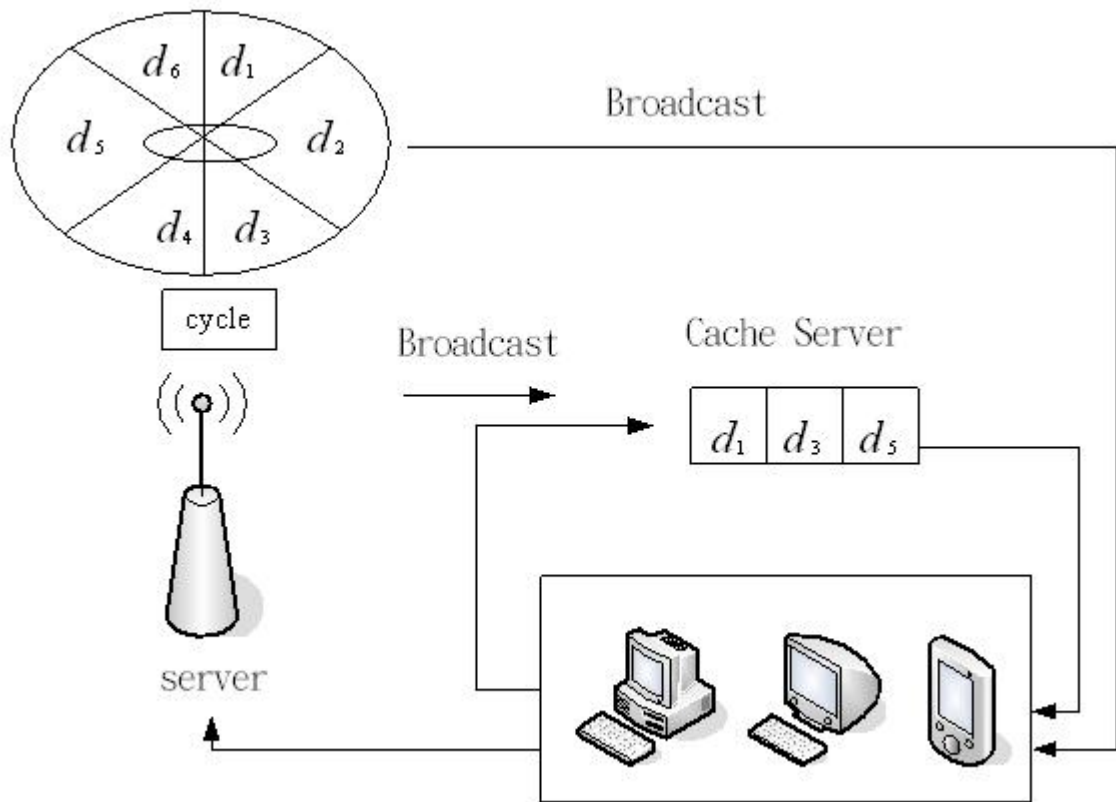 d₆ d₁
Broadcast
d₅ d₂
d₄ d₃
cycle
Broadcast
Cache Server
d₁ d₃ d₅
server